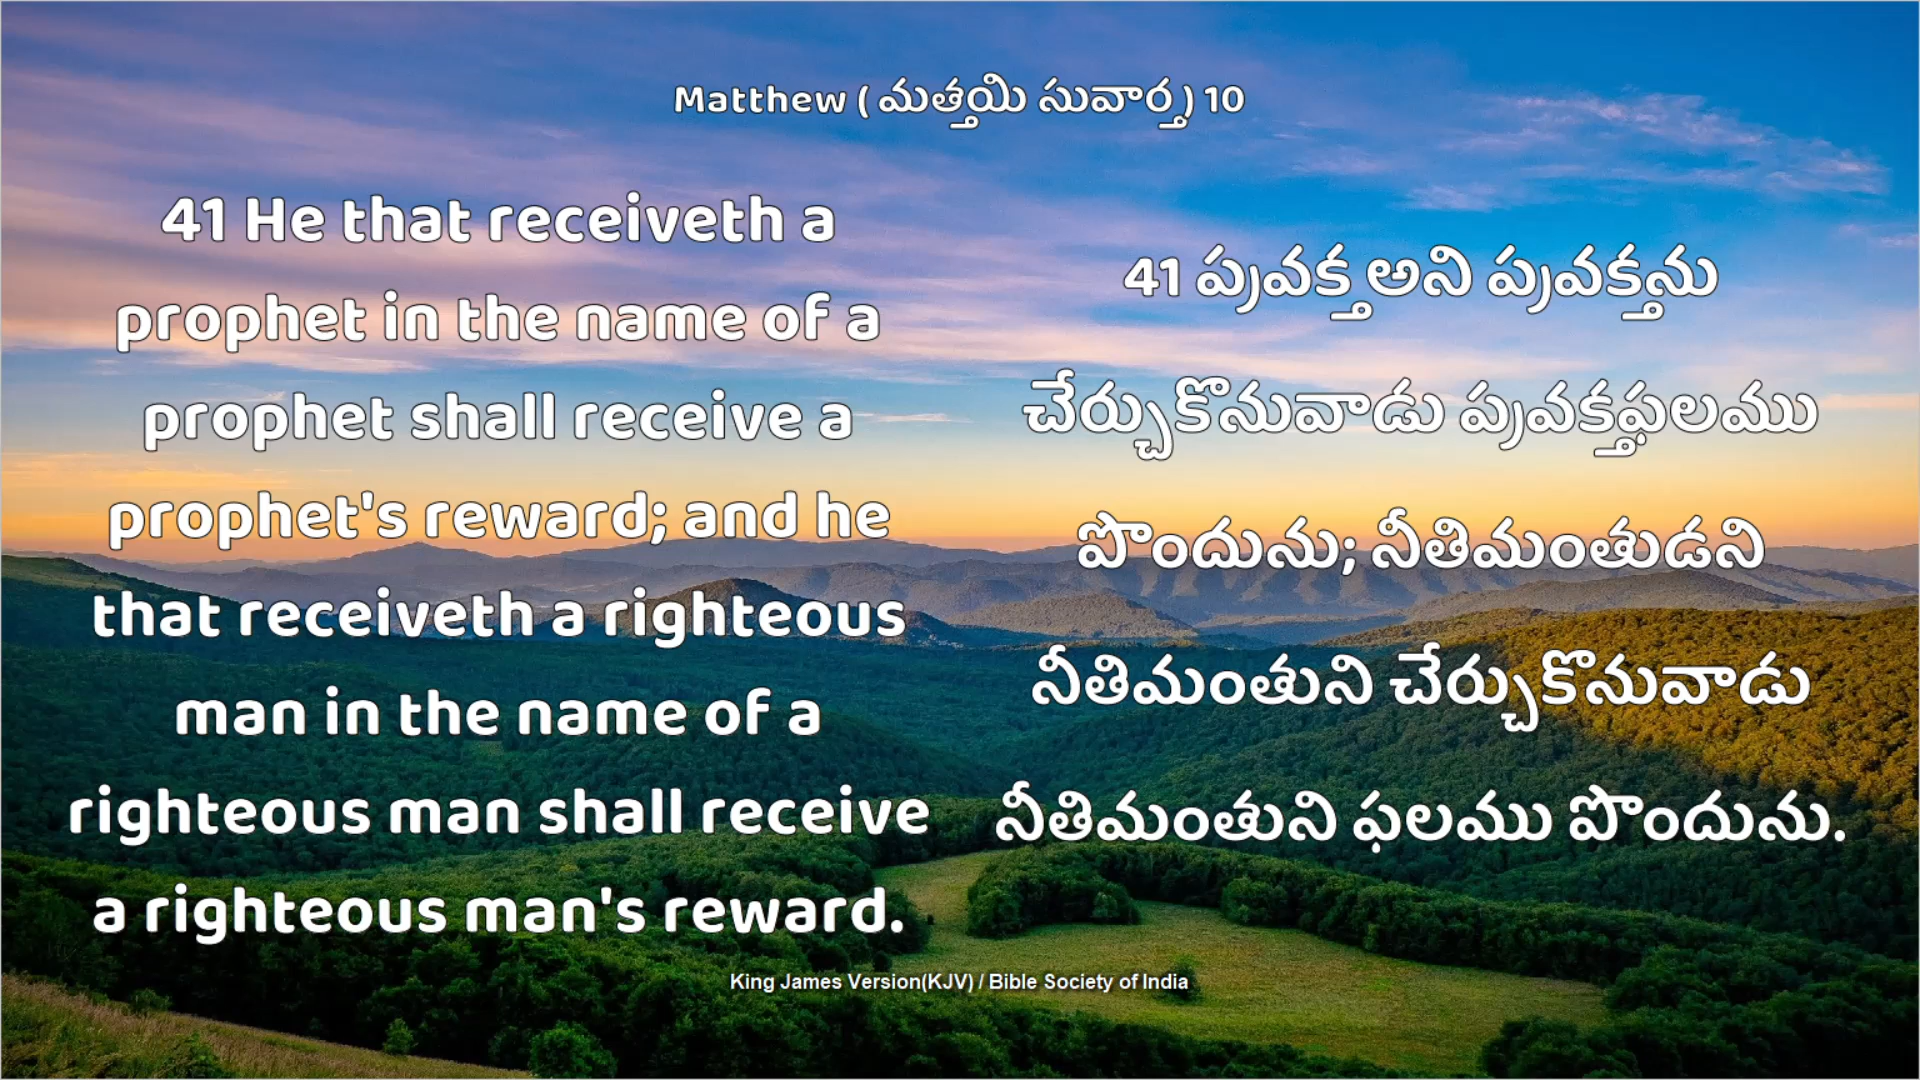 Matthew ( మత్తయి సువార్త ) 10
41 He that receiveth a
prophet in the name of a
prophet shall receive a
prophet's reward; and he
that receiveth a righteous
man in the name of a
righteous man shall receive
a righteous man's reward.
41 ప్రవక్త అని ప్రవక్తను
చేర్చుకొనువాడు ప్రవక్తఫలము
పొందును; నీతిమంతుడని
నీతిమంతుని చేర్చుకొనువాడు
నీతిమంతుని ఫలము పొందును.
King James Version(KJV) / Bible Society of India